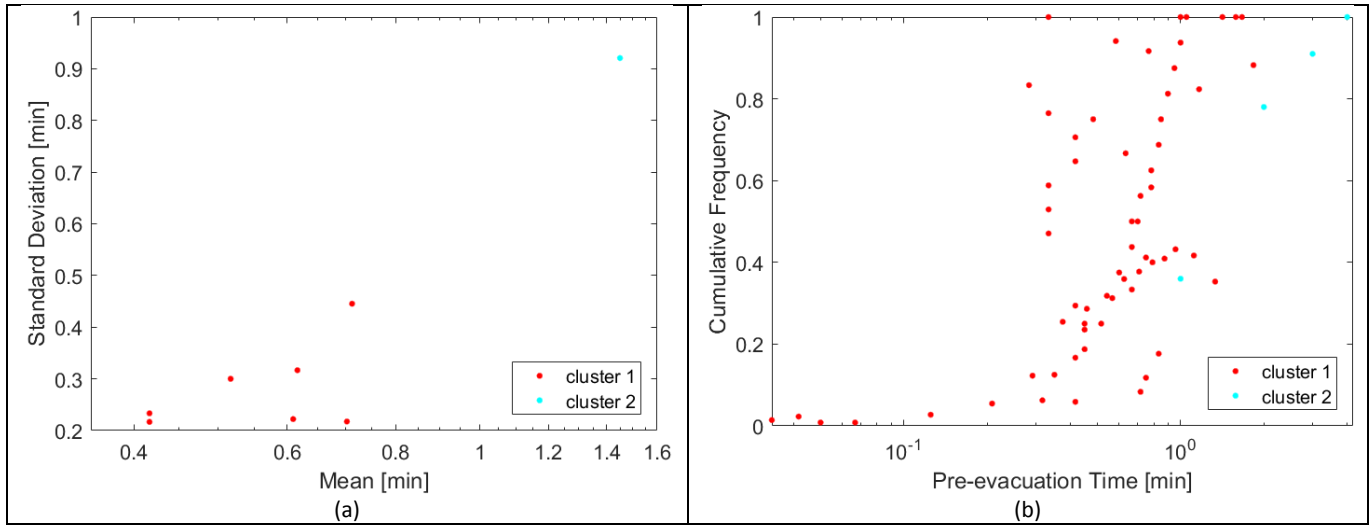 1
0.9
0.8
0.7
0.6
0.5
0.4
0.3
0.2
Standard Deviation [min]
0.4 0.6 0.8 1 1.2 1.4 1.6
Mean [min]
cluster 1
cluster 2
(a)
1
0.8
0.6
0.4
0.2
0
Cumulative Frequency
10-1 100
Pre-evacuation Time [min]
cluster 1
cluster 2
(b)